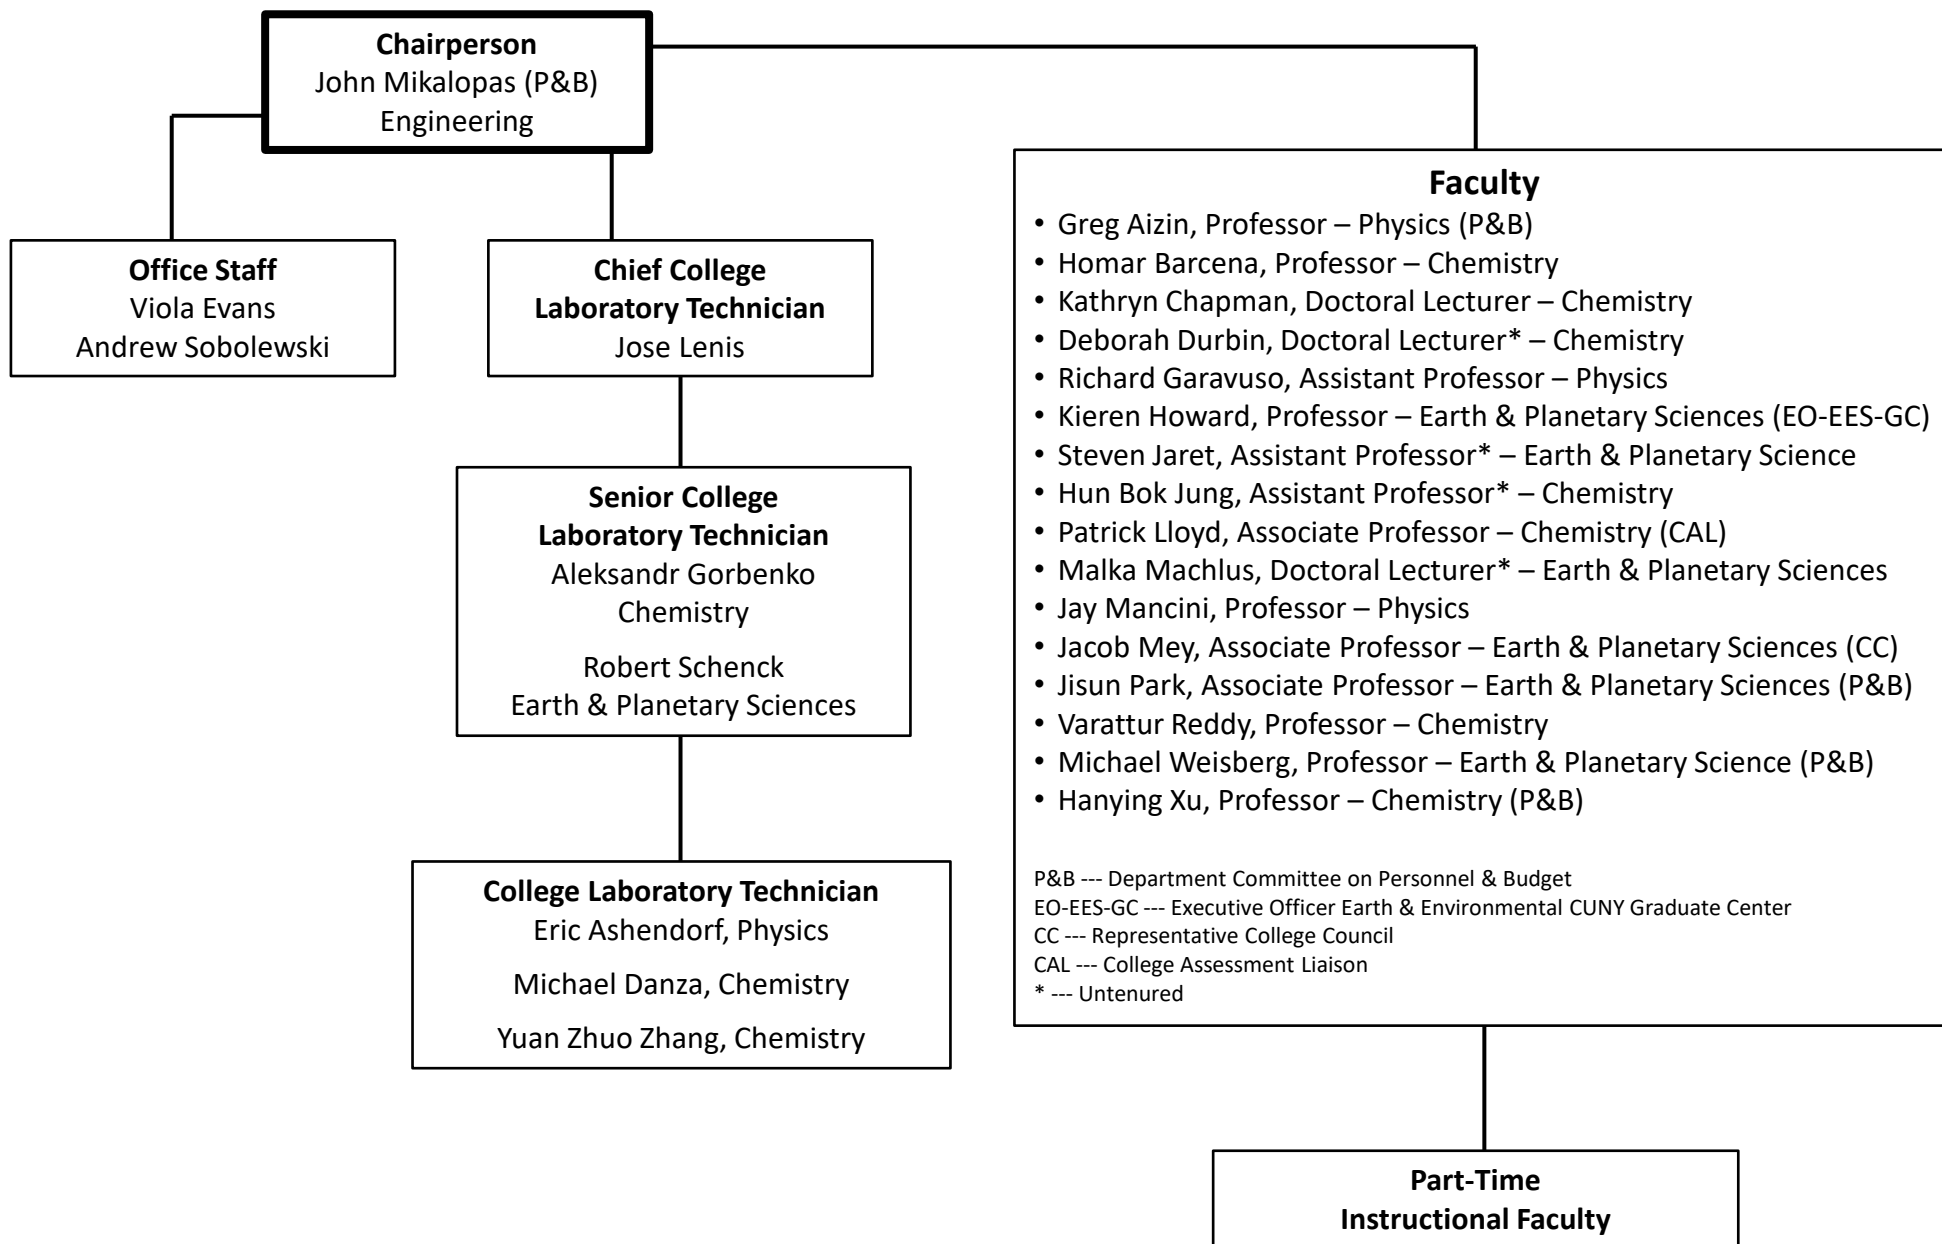 Chairperson
John Mikalopas (P&B)
Engineering
Office Staff
Viola Evans
Andrew Sobolewski
Chief College
Laboratory Technician
Jose Lenis
Senior College
Laboratory Technician
Aleksandr Gorbenko
Chemistry
Robert Schenck
Earth & Planetary Sciences
College Laboratory Technician
Eric Ashendorf, Physics
Michael Danza, Chemistry
Yuan Zhuo Zhang, Chemistry
Faculty
• Greg Aizin, Professor – Physics (P&B)
• Homar Barcena, Professor – Chemistry
• Kathryn Chapman, Doctoral Lecturer – Chemistry
• Deborah Durbin, Doctoral Lecturer* – Chemistry
• Richard Garavuso, Assistant Professor – Physics
• Kieren Howard, Professor – Earth & Planetary Sciences (EO-EES-GC)
• Steven Jaret, Assistant Professor* – Earth & Planetary Science
• Hun Bok Jung, Assistant Professor* – Chemistry
• Patrick Lloyd, Associate Professor – Chemistry (CAL)
• Malka Machlus, Doctoral Lecturer* – Earth & Planetary Sciences
• Jay Mancini, Professor – Physics
• Jacob Mey, Associate Professor – Earth & Planetary Sciences (CC)
• Jisun Park, Associate Professor – Earth & Planetary Sciences (P&B)
• Varattur Reddy, Professor – Chemistry
• Michael Weisberg, Professor – Earth & Planetary Science (P&B)
• Hanying Xu, Professor – Chemistry (P&B)
P&B --- Department Committee on Personnel & Budget
EO-EES-GC --- Executive Officer Earth & Environmental CUNY Graduate Center
CC --- Representative College Council
CAL --- College Assessment Liaison
* --- Untenured
Part-Time
Instructional Faculty